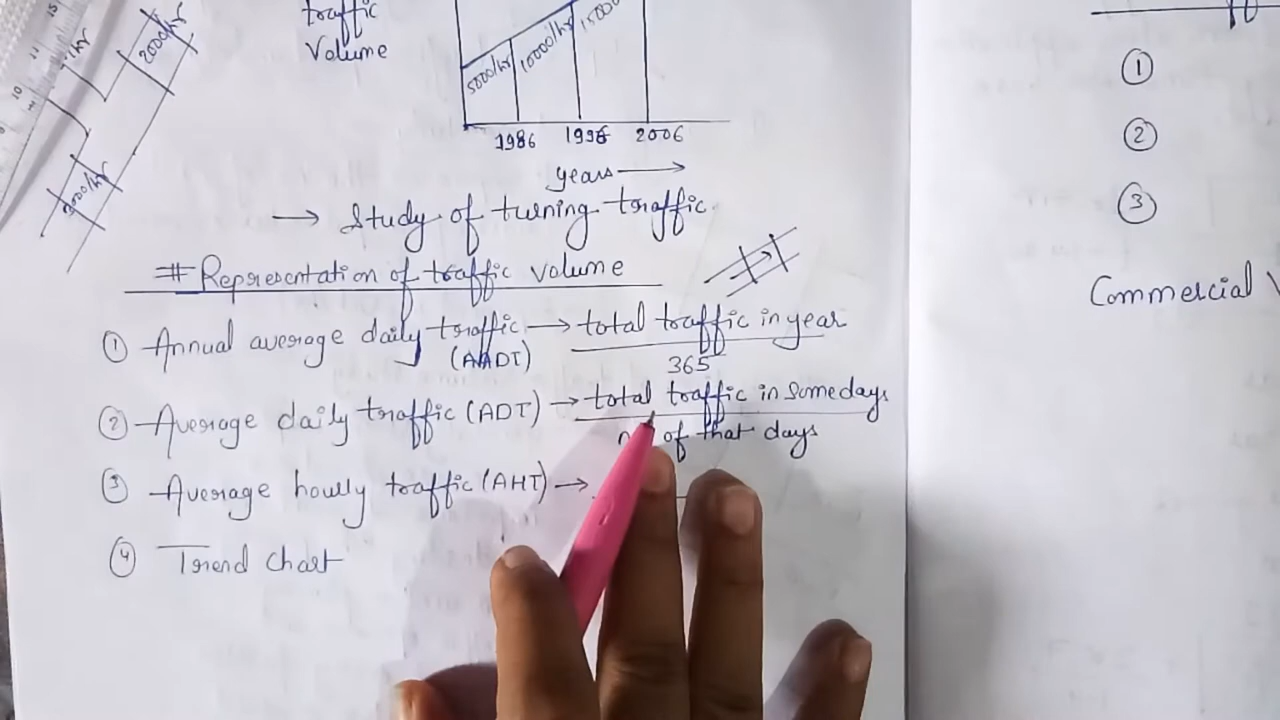 traffic
Volume
5000/hr
10000/hr
15000
2000/hr
1986 1996 2006
years
→ Study of turning traffic
# Representation of traffic volume
① Annual average daily traffic → total traffic in year
(AADT) 365
② Average daily traffic (ADT) → total traffic in some days
of that days
③ Average hourly traffic (AHT) →
④ Trend chart
①
②
③
Commercial